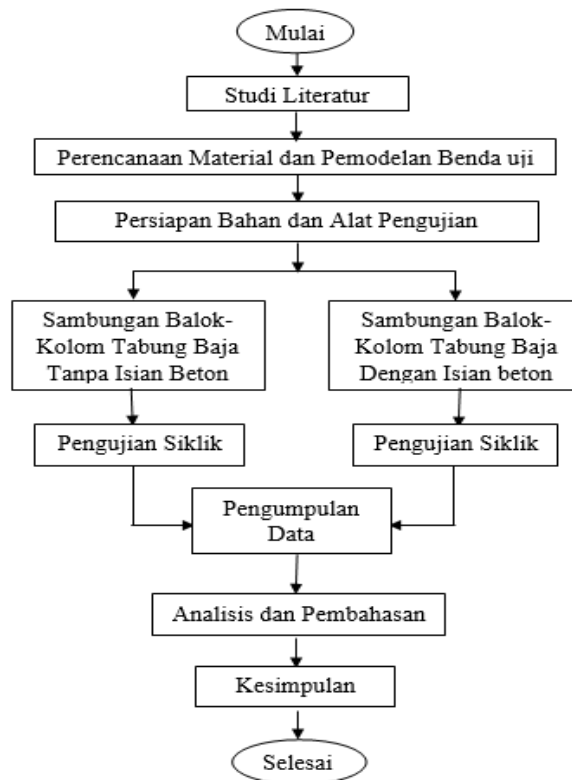 Mulai
Studi Literatur
Perencanaan Material dan Pemodelan Benda uji
Persiapan Bahan dan Alat Pengujian
Sambungan Balok-
Kolom Tabung Baja
Tanpa Isian Beton
Sambungan Balok-
Kolom Tabung Baja
Dengan Isian beton
Pengujian Siklik
Pengujian Siklik
Pengumpulan
Data
Analisis dan Pembahasan
Kesimpulan
Selesai